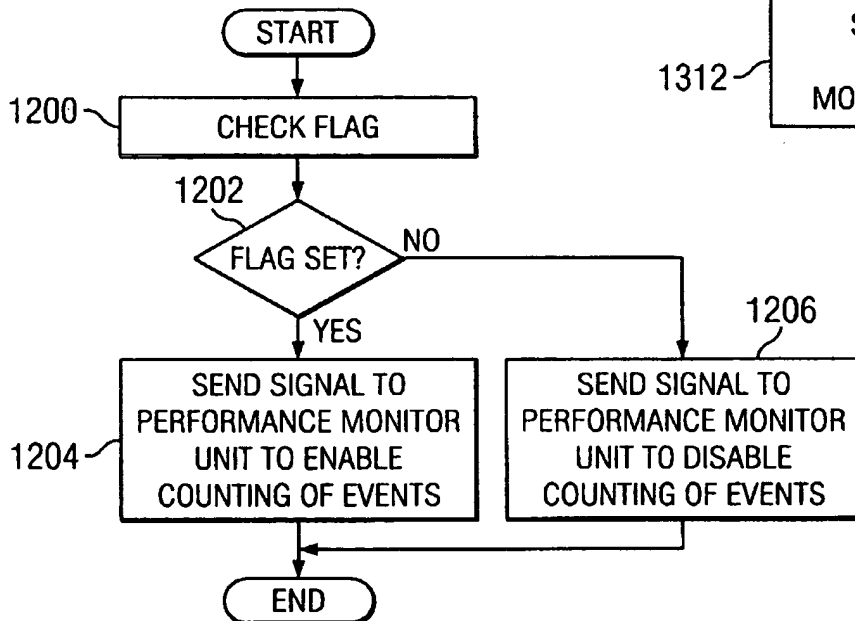 START
1200
CHECK FLAG
1202
FLAG SET?
NO
YES
1204
SEND SIGNAL TO
PERFORMANCE MONITOR
UNIT TO ENABLE
COUNTING OF EVENTS
1206
SEND SIGNAL TO
PERFORMANCE MONITOR
UNIT TO DISABLE
COUNTING OF EVENTS
END
1312
S
MO